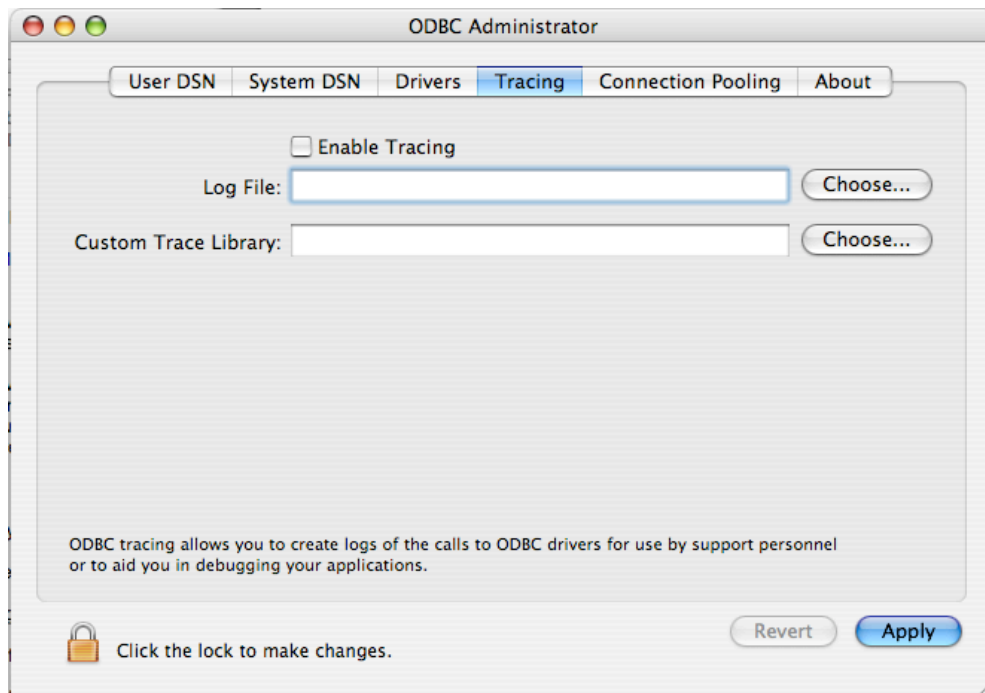 ODBC Administrator
User DSN System DSN Drivers Tracing Connection Pooling About
Enable Tracing
Log File: Choose...
Custom Trace Library: Choose...
ODBC tracing allows you to create logs of the calls to ODBC drivers for use by support personnel
or to aid you in debugging your applications.
Click the lock to make changes.
Revert Apply